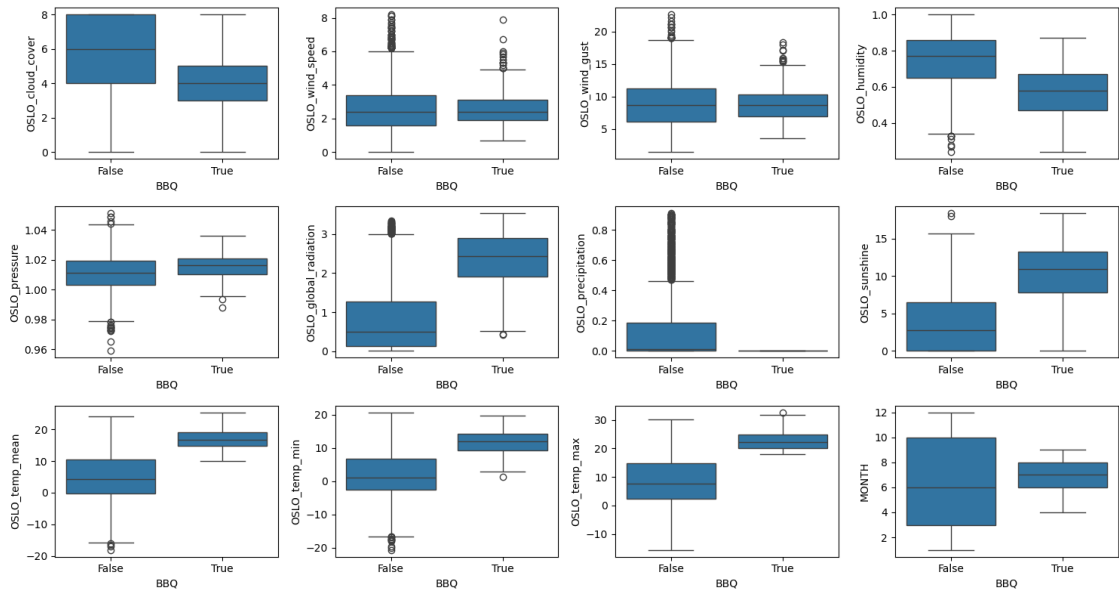 OSLO_cloud_cover
8
6
4
2
0
False
True
BBQ
OSLO_wind_speed
8
6
4
2
0
False
True
BBQ
OSLO_wind_gust
20
15
10
5
False
True
BBQ
OSLO_humidity
1.0
0.8
0.6
0.4
False
True
BBQ
OSLO_pressure
1.04
1.02
1.00
0.98
0.96
False
True
BBQ
OSLO_global_radiation
3
2
1
0
False
True
BBQ
OSLO_precipitation
0.8
0.6
0.4
0.2
0.0
False
True
BBQ
OSLO_sunshine
15
10
5
0
False
True
BBQ
OSLO_temp_mean
20
10
0
−10
−20
False
True
BBQ
OSLO_temp_min
20
10
0
−10
−20
False
True
BBQ
OSLO_temp_max
30
20
10
0
−10
False
True
BBQ
MONTH
12
10
8
6
4
2
False
True
BBQ